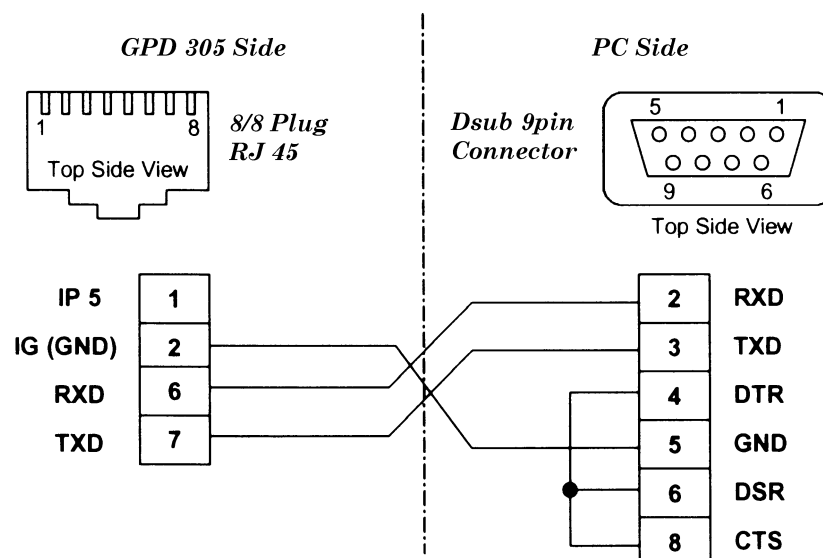 GPD 305 Side
PC Side
1 8
Top Side View
8/8 Plug
RJ 45
Dsub 9pin
Connector
5 1
9 6
Top Side View
IP 5 1
IG (GND) 2
RXD 6
TXD 7
2 RXD
3 TXD
4 DTR
5 GND
6 DSR
8 CTS